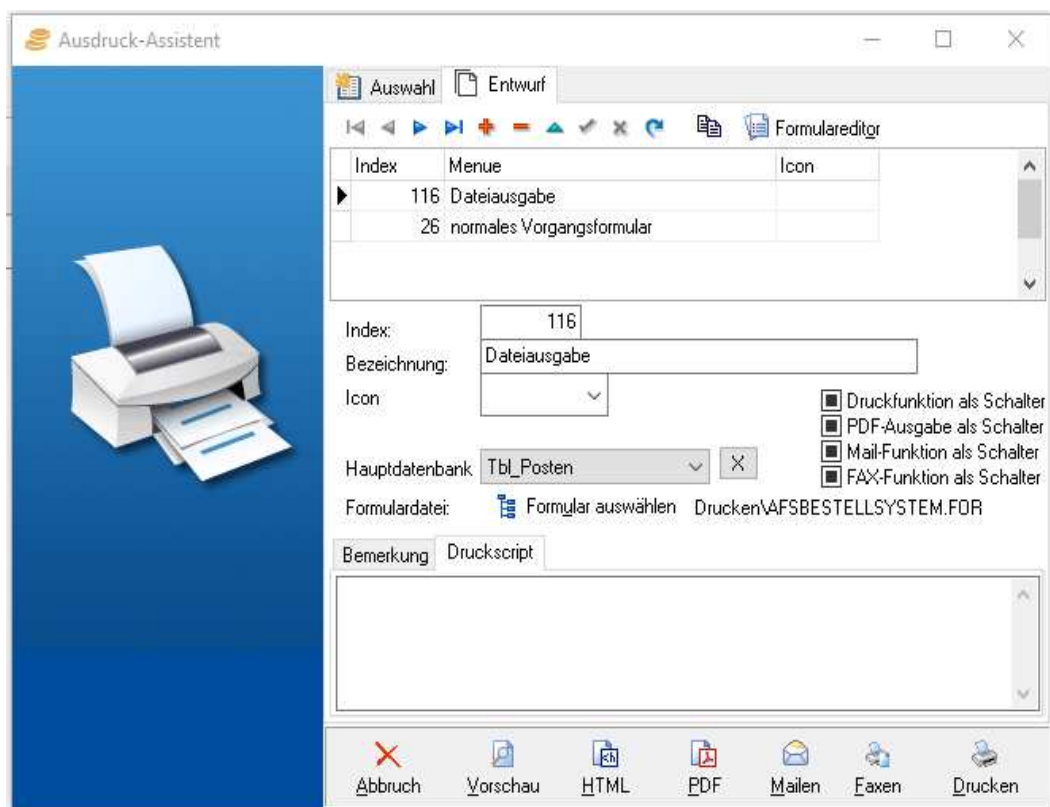 Ausdruck-Assistent
Auswahl Entwurf
Formulareditor
Index Menue Icon
116 Dateiausgabe
26 normales Vorgangsformular
Index: 116
Bezeichnung: Dateiausgabe
Icon
Druckfunktion als Schalter
PDF-Ausgabe als Schalter
Mail-Funktion als Schalter
FAX-Funktion als Schalter
Hauptdatenbank Tbl_Posten X
Formulardatei: Formular auswählen Drucken\AFSBESTELLSYSTEM.FOR
Bemerkung Druckscript
Abbruch Vorschau HTML PDF Mailen Faxen Drucken